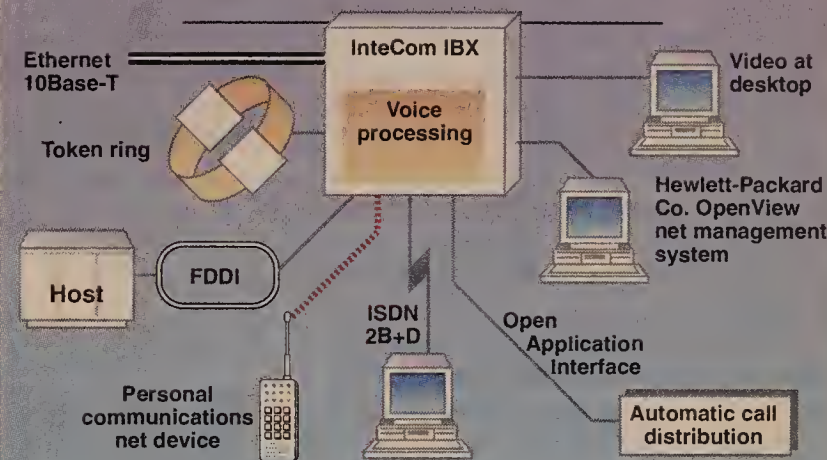 InteCom IBX
Ethernet
10Base-T
Video at
desktop
Voice
processing
Token ring
Hewlett-Packard
Co. OpenView
net management
system
Host
FDDI
ISDN
2B+D
Open
Application
Interface
Personal
communications
net device
Automatic call
distribution